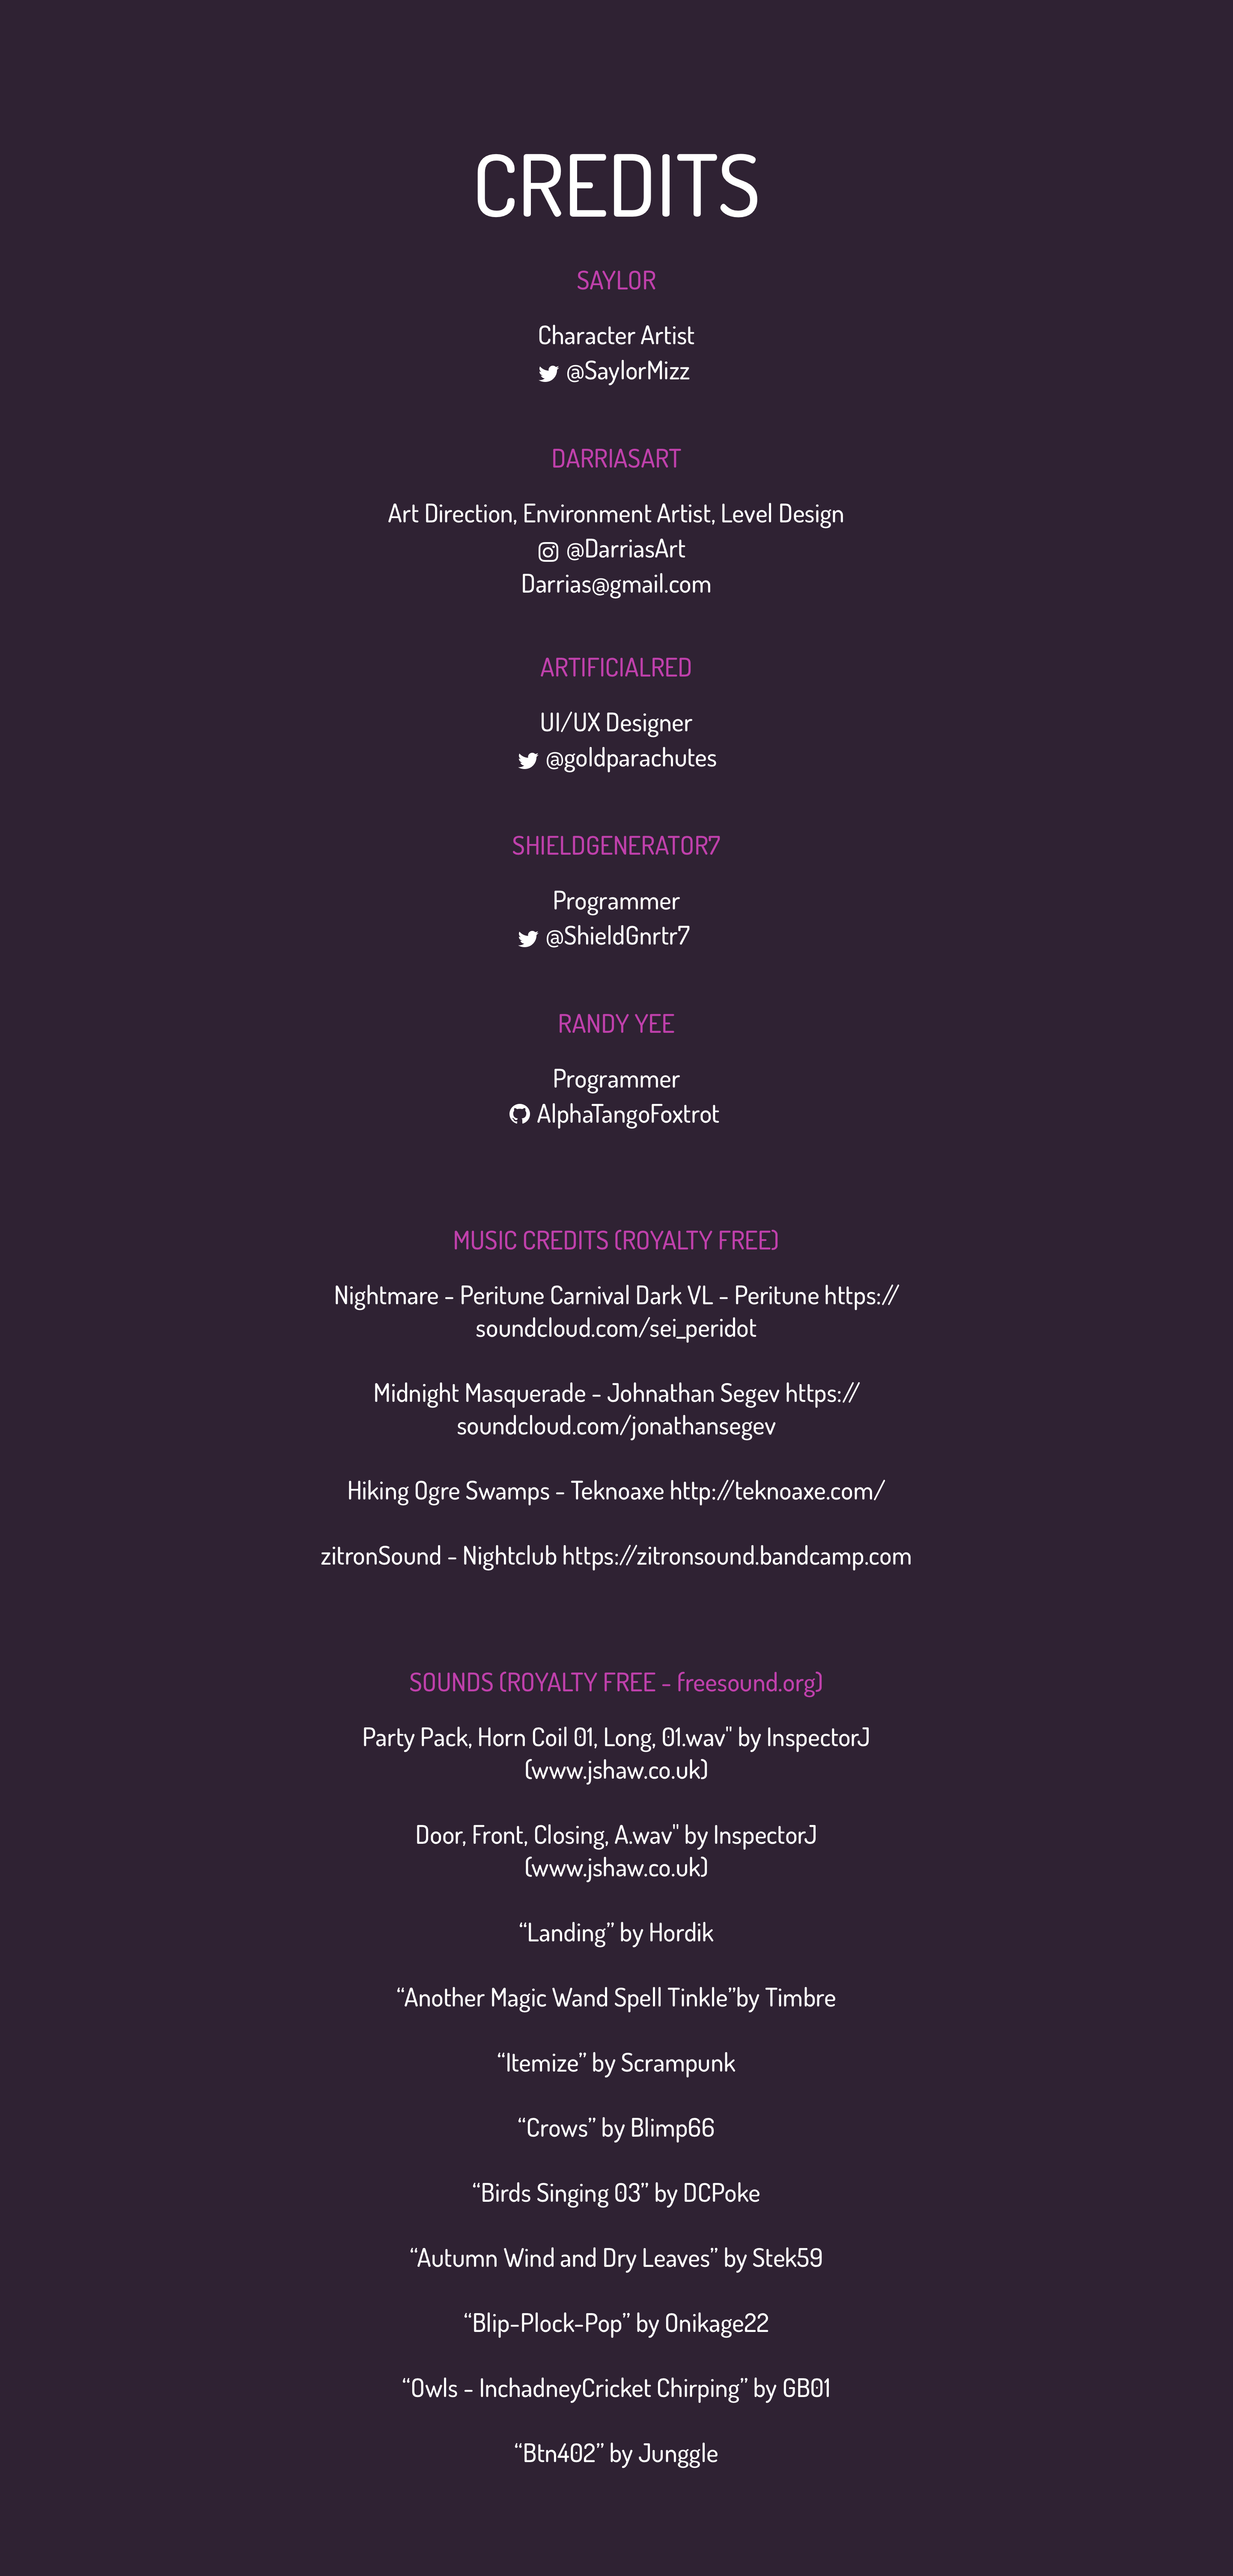 CREDITS
SAYLOR
Character Artist
@SaylorMizz
DARRIASART
Art Direction, Environment Artist, Level Design
@DarriasArt
Darrias@gmail.com
ARTIFICIALRED
UI/UX Designer
@goldparachutes
SHIELDGENERATOR7
Programmer
@ShieldGnrtr7
RANDY YEE
Programmer
AlphaTangoFoxtrot
MUSIC CREDITS (ROYALTY FREE)
Nightmare - Peritune Carnival Dark VL - Peritune https://
soundcloud.com/sei_peridot
Midnight Masquerade - Johnathan Segev https://
soundcloud.com/jonathansegev
Hiking Ogre Swamps - Teknoaxe http://teknoaxe.com/
zitronSound - Nightclub https://zitronsound.bandcamp.com
SOUNDS (ROYALTY FREE - freesound.org)
Party Pack, Horn Coil 01, Long, 01.wav" by InspectorJ
(www.jshaw.co.uk)
Door, Front, Closing, A.wav" by InspectorJ
(www.jshaw.co.uk)
“Landing” by Hordik
“Another Magic Wand Spell Tinkle”by Timbre
“Itemize” by Scrampunk
“Crows” by Blimp66
“Birds Singing 03” by DCPoke
“Autumn Wind and Dry Leaves” by Stek59
“Blip-Plock-Pop” by Onikage22
“Owls - InchadneyCricket Chirping” by GB01
“Btn402” by Junggle